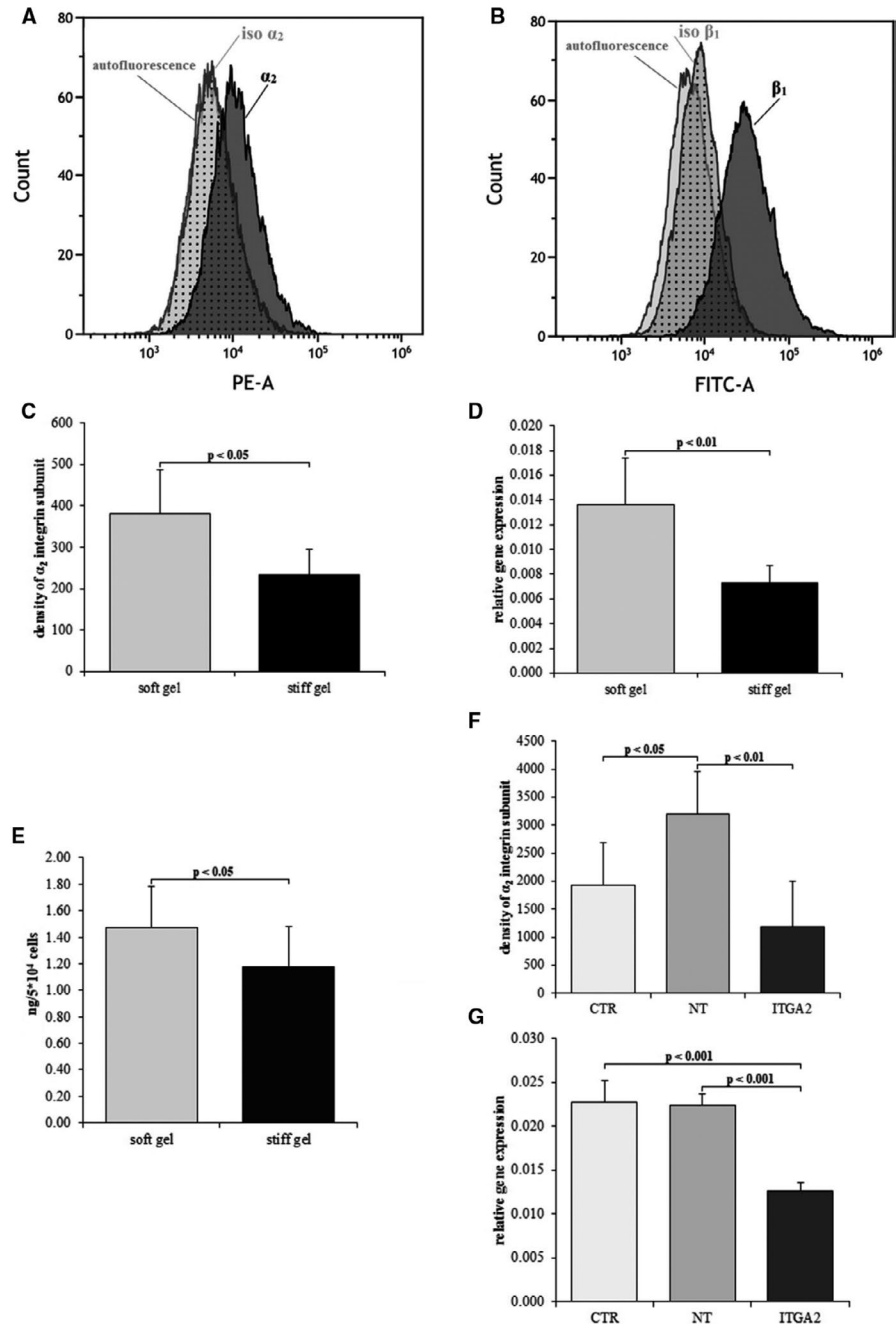 A
80
60
40
20
0
Count
autofluorescence
iso α2
α2
10³
10⁴
10⁵
10⁶
PE-A
B
80
60
40
20
0
Count
autofluorescence
iso β1
β1
10³
10⁴
10⁵
10⁶
FITC-A
C
600
500
400
300
200
100
0
density of α2 integrin subunit
p < 0.05
soft gel
stiff gel
D
0.020
0.018
0.016
0.014
0.012
0.010
0.008
0.006
0.004
0.002
0.000
relative gene expression
p < 0.01
soft gel
stiff gel
E
2.00
1.80
1.60
1.40
1.20
1.00
0.80
0.60
0.40
0.20
0.00
ng/5*10⁴ cells
p < 0.05
soft gel
stiff gel
F
4500
4000
3500
3000
2500
2000
1500
1000
500
0
density of α2 integrin subunit
p < 0.05
p < 0.01
CTR
NT
ITGA2
G
0.030
0.025
0.020
0.015
0.010
0.005
0.000
relative gene expression
p < 0.001
p < 0.001
CTR
NT
ITGA2